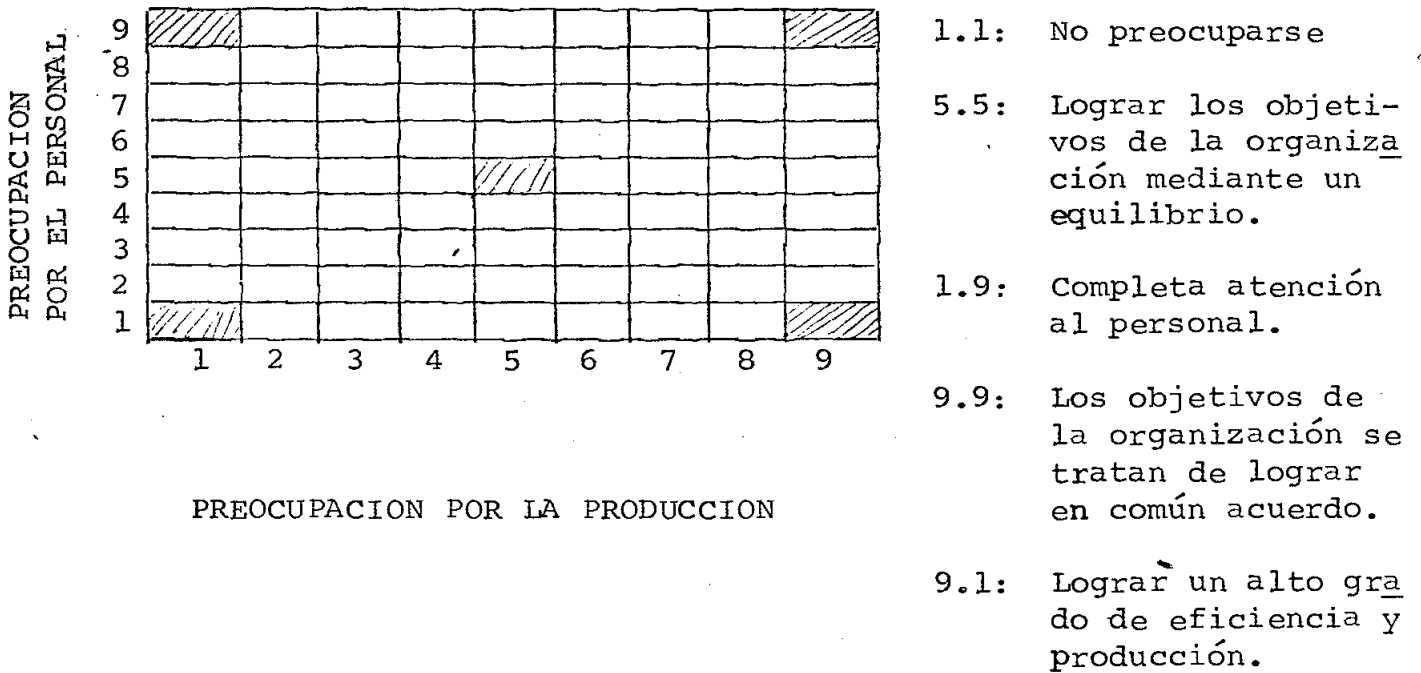 PREOCUPACION
POR EL PERSONAL
9
8
7
6
5
4
3
2
1
1 2 3 4 5 6 7 8 9
PREOCUPACION POR LA PRODUCCION
1.1: No preocuparse
5.5: Lograr los objeti-
vos de la organiza
ción mediante un
equilibrio.
1.9: Completa atención
al personal.
9.9: Los objetivos de
la organización se
tratan de lograr
en común acuerdo.
9.1: Lograr un alto gra
do de eficiencia y
producción.